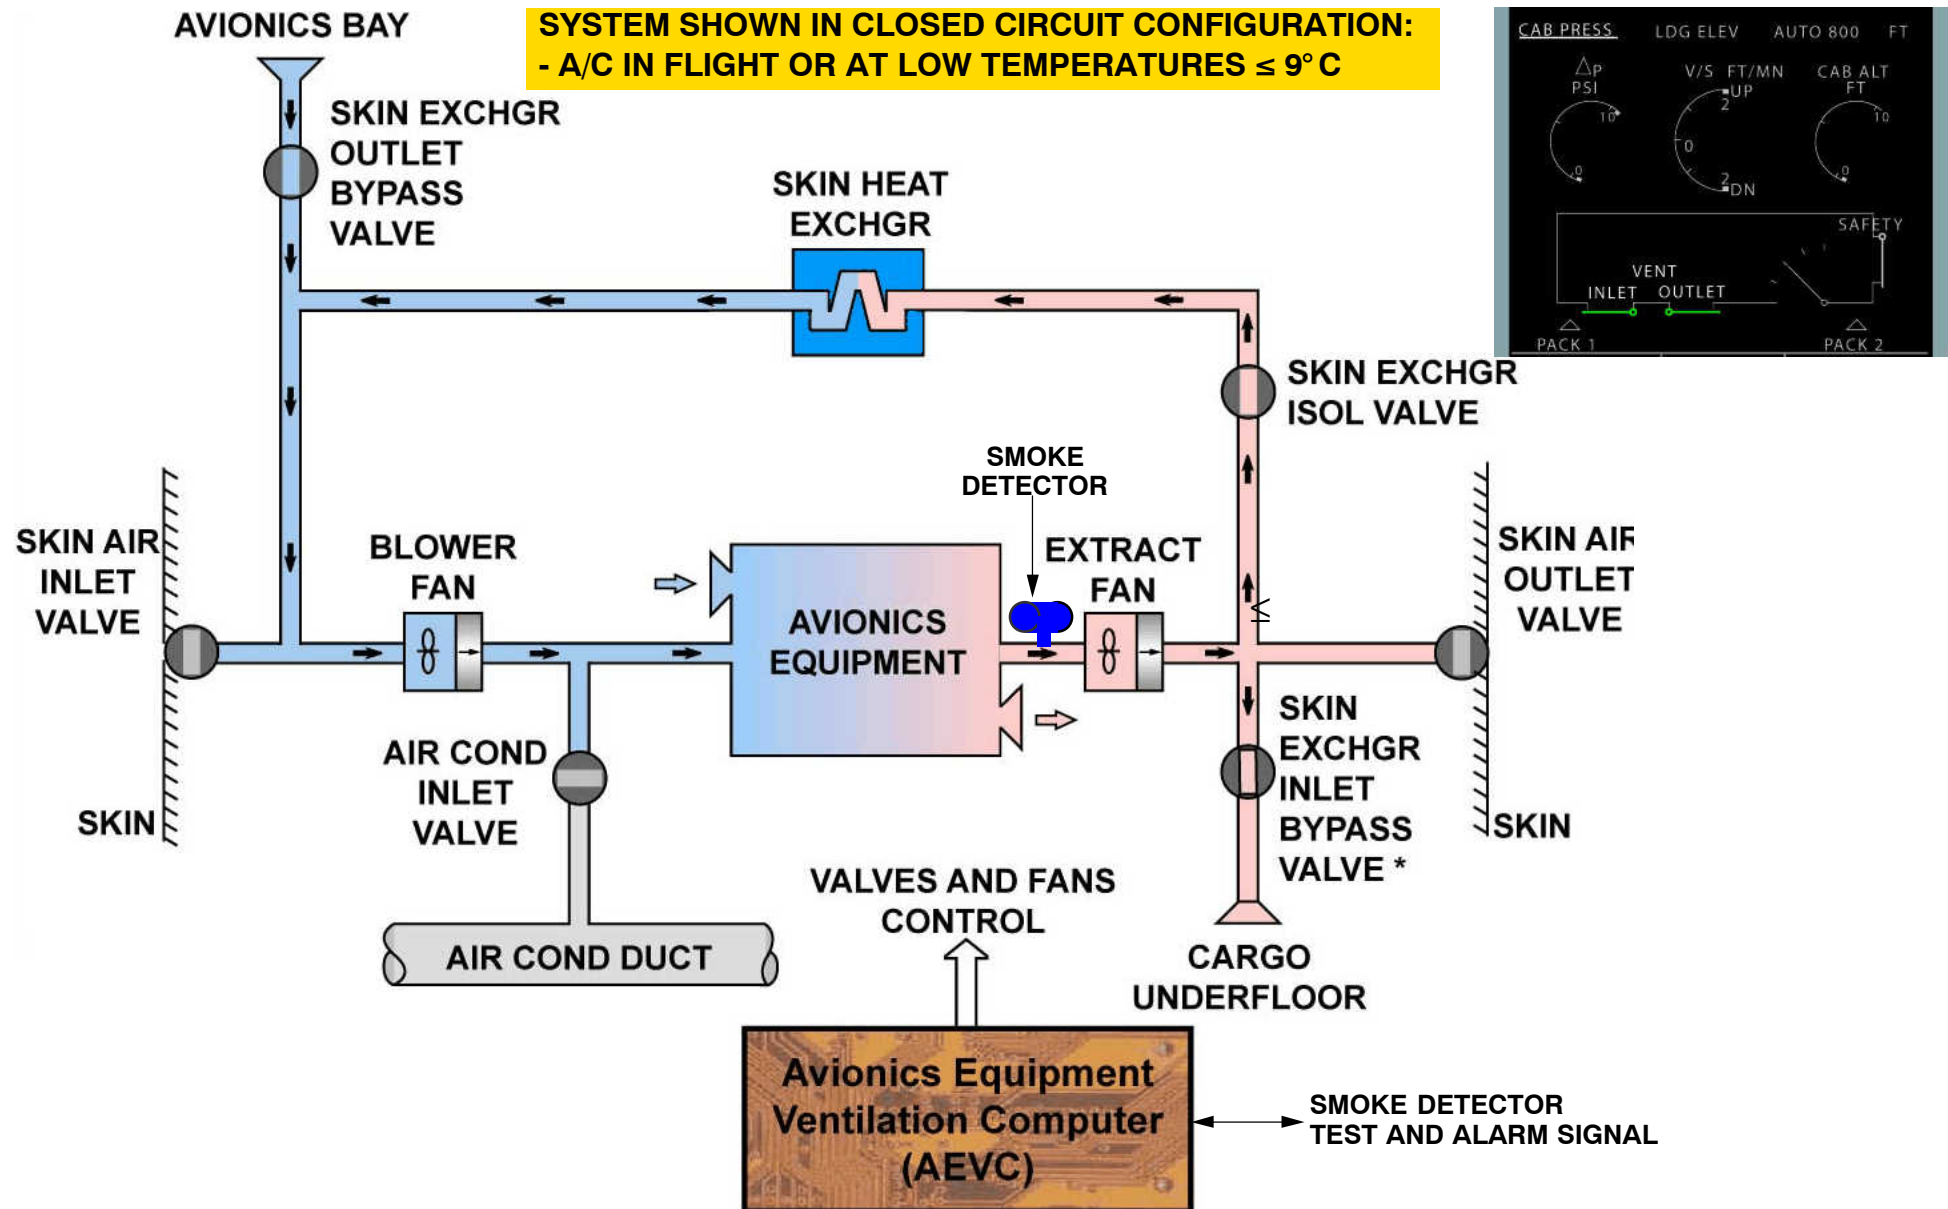 AVIONICS BAY
SYSTEM SHOWN IN CLOSED CIRCUIT CONFIGURATION:
- A/C IN FLIGHT OR AT LOW TEMPERATURES ≤ 9° C
CAB PRESS LDG ELEV AUTO 800 FT
△P
PSI
V/S FT/MN
UP
CAB ALT
FT
10
2
10
0
0
2
DN
0
SAFETY
VENT
INLET OUTLET
PACK 1
PACK 2
SKIN EXCHGR
OUTLET
BYPASS
VALVE
SKIN HEAT
EXCHGR
SKIN EXCHGR
ISOL VALVE
SMOKE
DETECTOR
SKIN AIR
INLET
VALVE
BLOWER
FAN
AVIONICS
EQUIPMENT
EXTRACT
FAN
≤
SKIN AIR
OUTLET
VALVE
AIR COND
INLET
VALVE
SKIN
EXCHGR
INLET
BYPASS
VALVE *
SKIN
SKIN
AIR COND DUCT
VALVES AND FANS
CONTROL
CARGO
UNDERFLOOR
Avionics Equipment
Ventilation Computer
(AEVC)
SMOKE DETECTOR
TEST AND ALARM SIGNAL